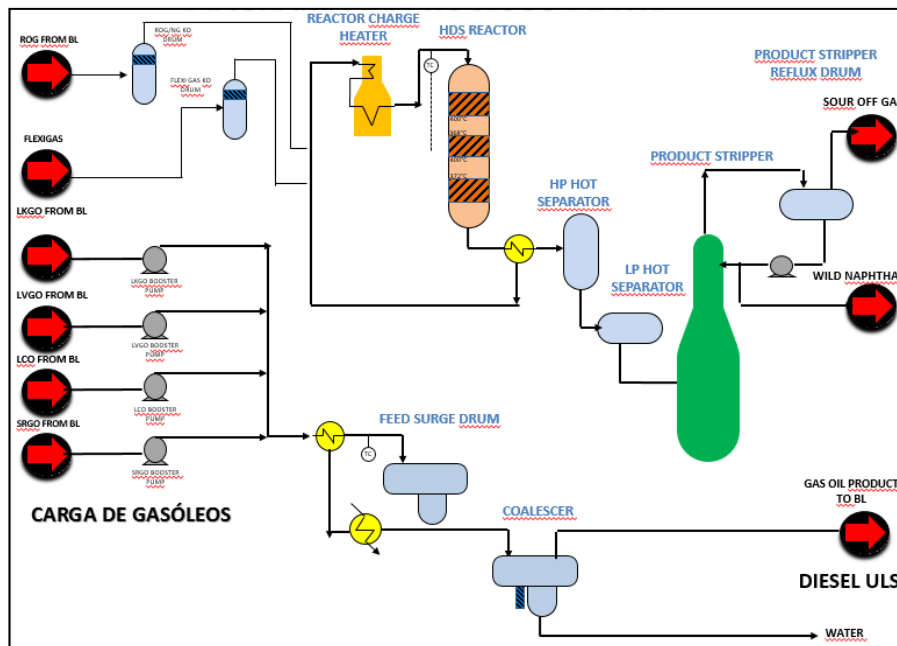 ROG FROM BL
ROG/NG KO
DRUM
FLEXI GAS KO
DRUM
FLEXIGAS
LKGO FROM BL
LKGO BOOSTER
PUMP
LVGO FROM BL
LVGO BOOSTER
PUMP
LCO FROM BL
LCO BOOSTER
PUMP
SRGO FROM BL
SRGO BOOSTER
PUMP
CARGA DE GASÓLEOS
REACTOR CHARGE
HEATER
HDS REACTOR
TC
400°C
368°C
400°C
372°C
HP HOT
SEPARATOR
LP HOT
SEPARATOR
PRODUCT STRIPPER
PRODUCT STRIPPER
REFLUX DRUM
SOUR OFF GA
WILD NAPHTHA
FEED SURGE DRUM
TC
COALESCER
GAS OIL PRODUCT
TO BL
DIESEL ULS
WATER